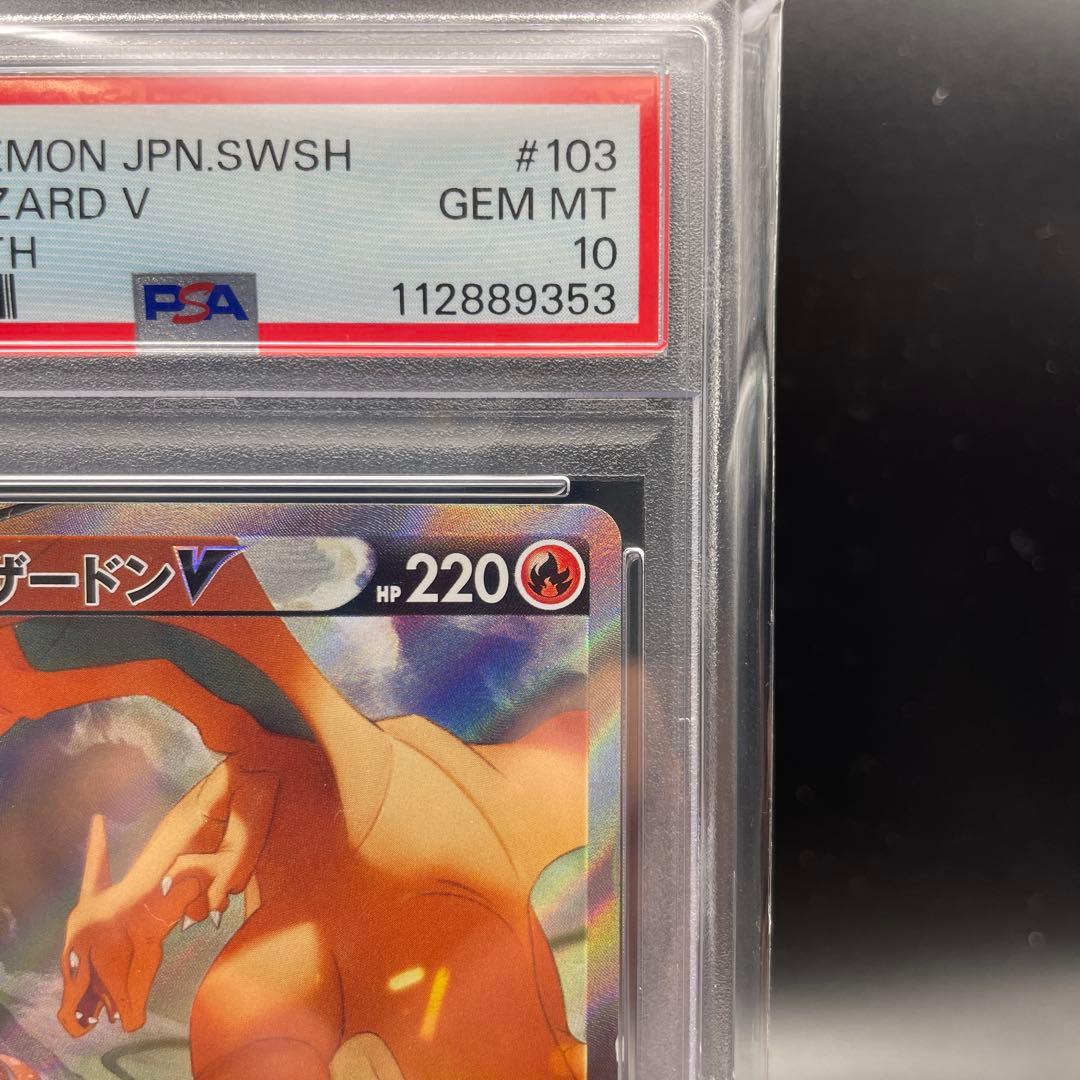 EMON JPN.SWSH #103
ZARD V GEM MT
TH 10
PSA 112889353
ザードンV HP 220